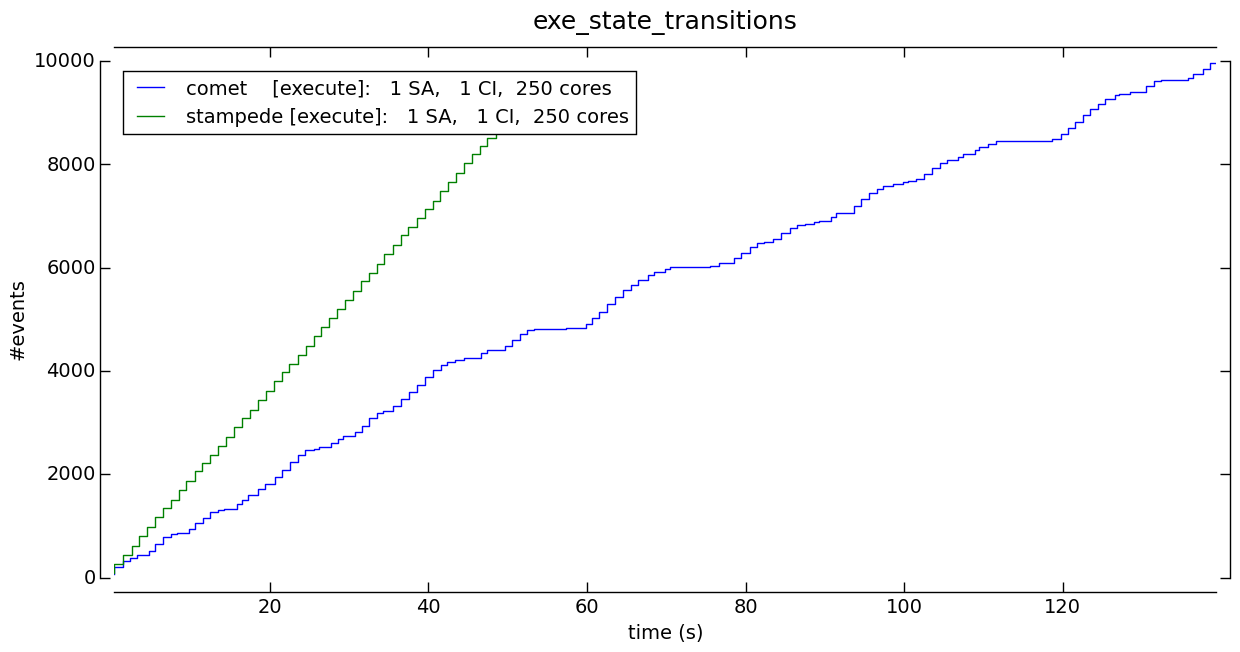 exe_state_transitions
10000
8000
6000
4000
2000
0
#events
comet [execute]: 1 SA, 1 CI, 250 cores
stampede [execute]: 1 SA, 1 CI, 250 cores
20 40 60 80 100 120
time (s)